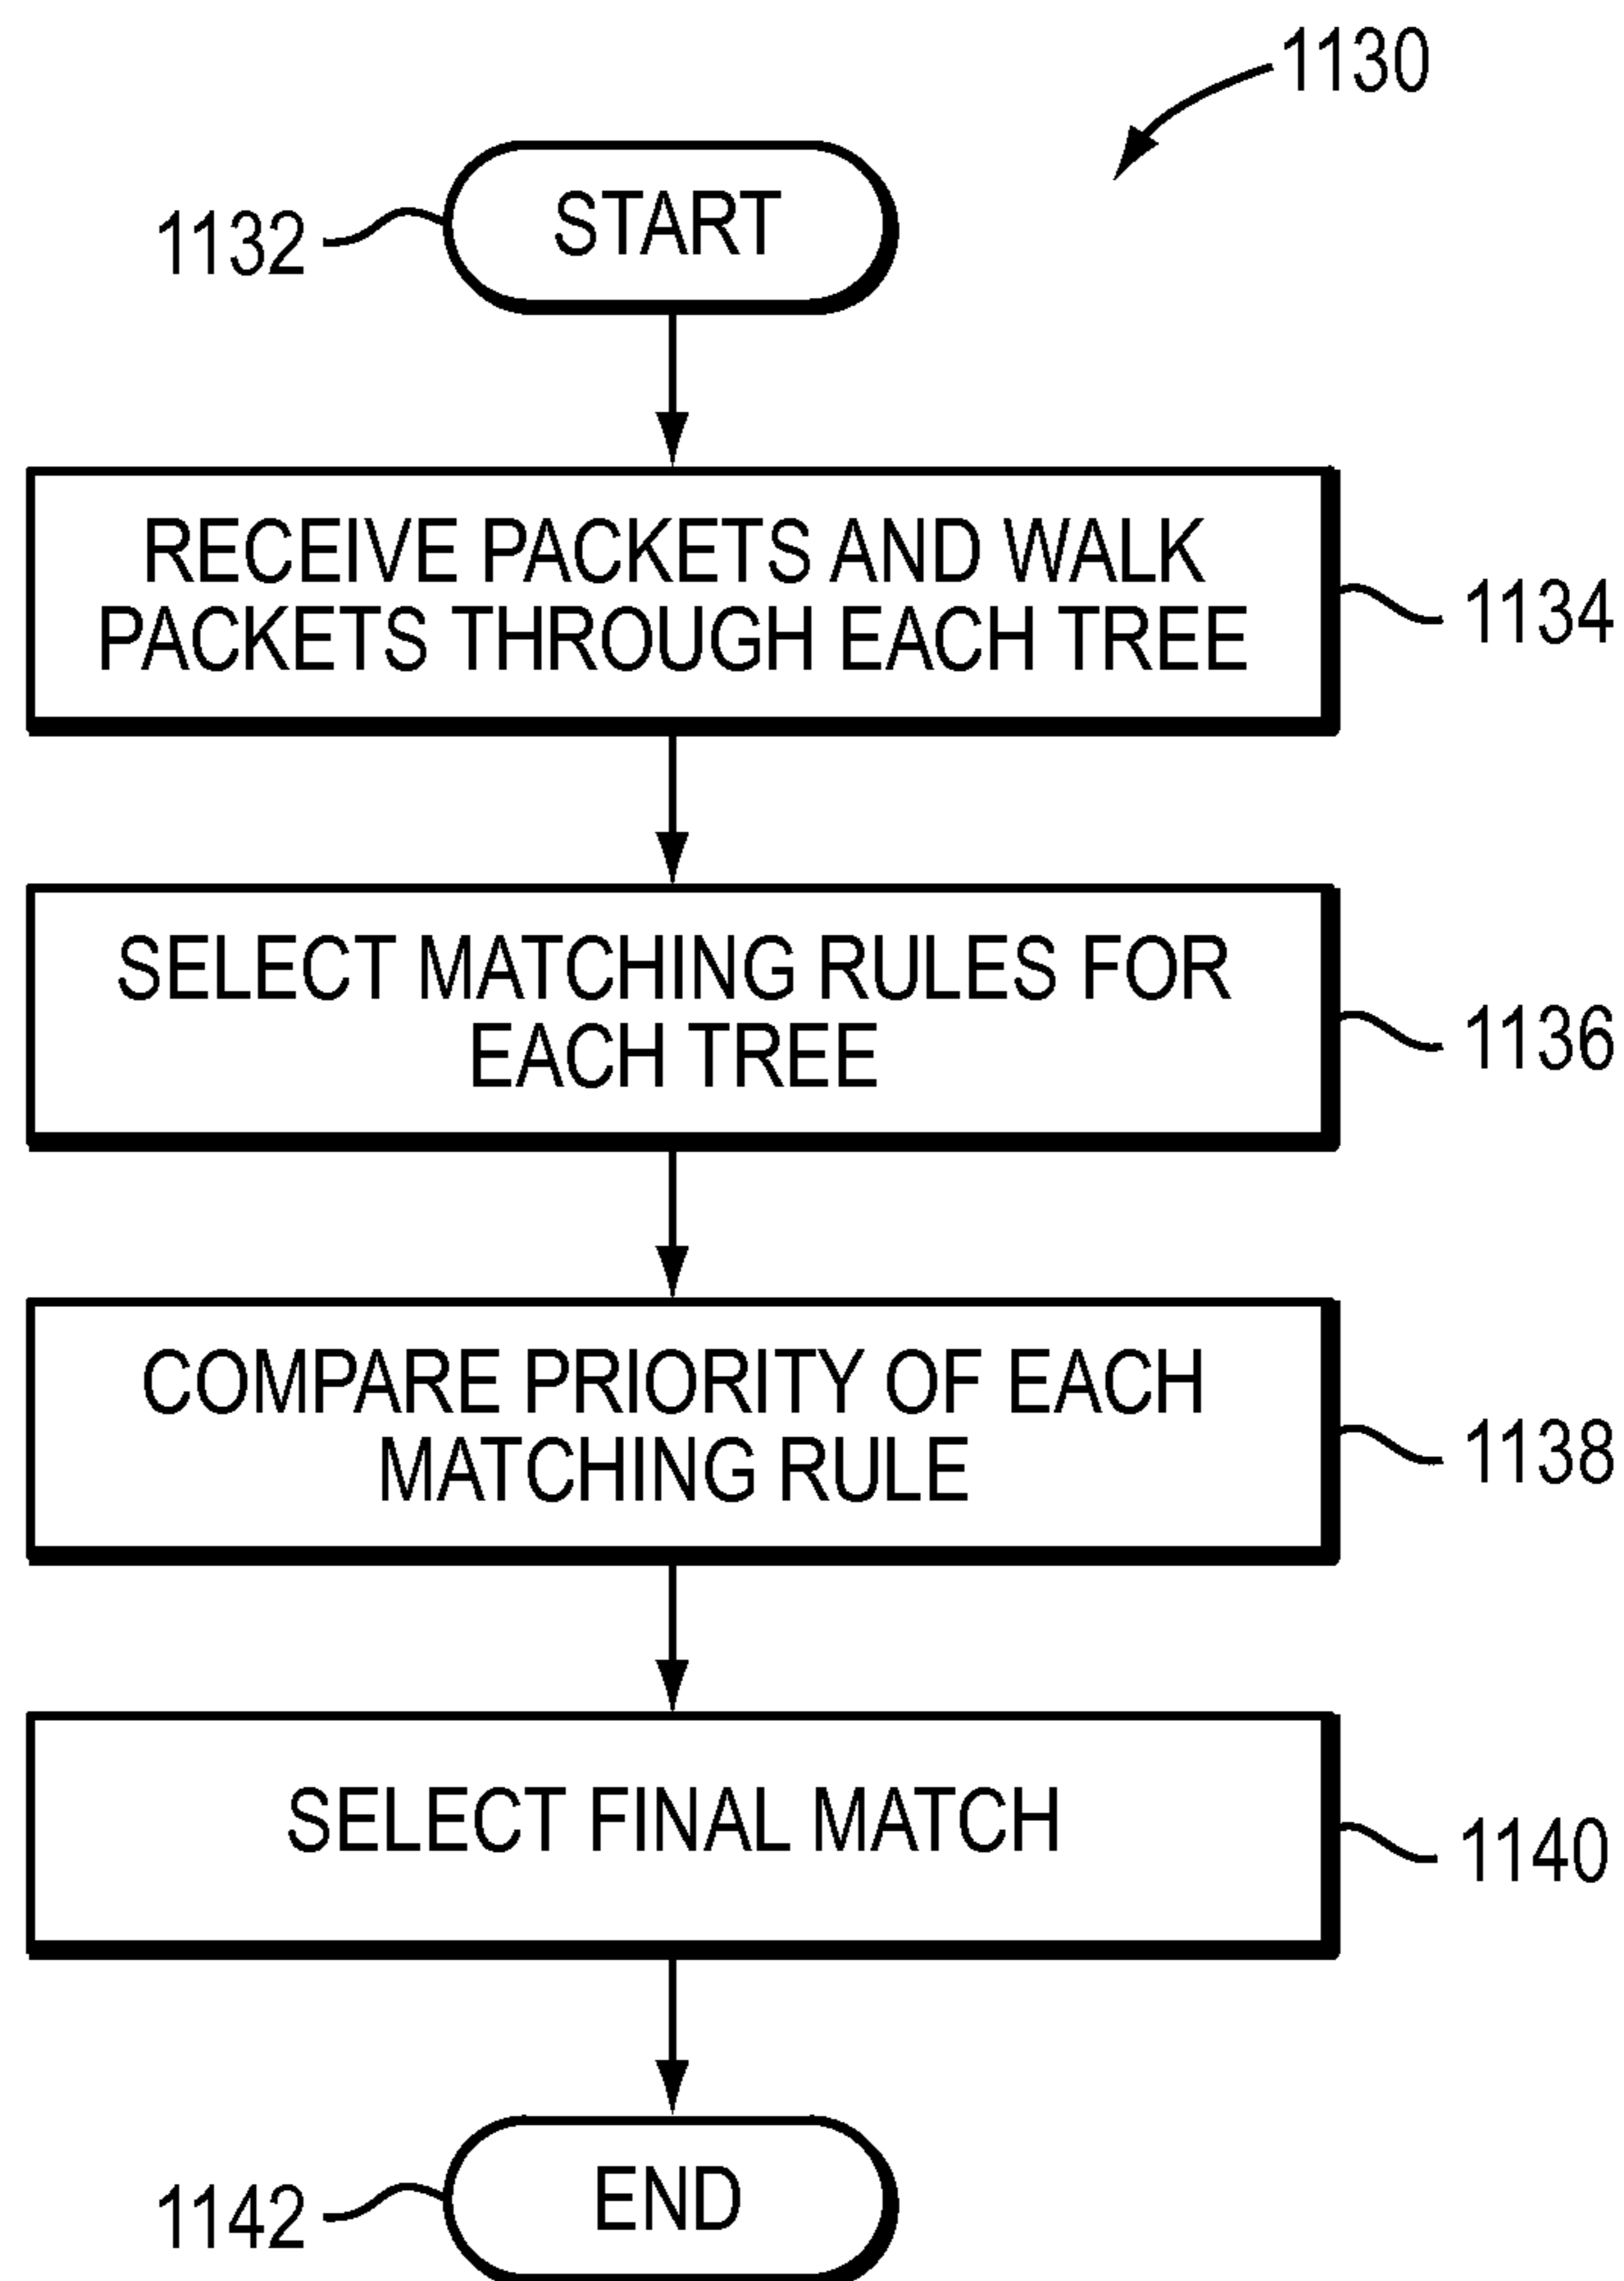 1130
1132
START
RECEIVE PACKETS AND WALK
PACKETS THROUGH EACH TREE
1134
SELECT MATCHING RULES FOR
EACH TREE
1136
COMPARE PRIORITY OF EACH
MATCHING RULE
1138
SELECT FINAL MATCH
1140
1142
END